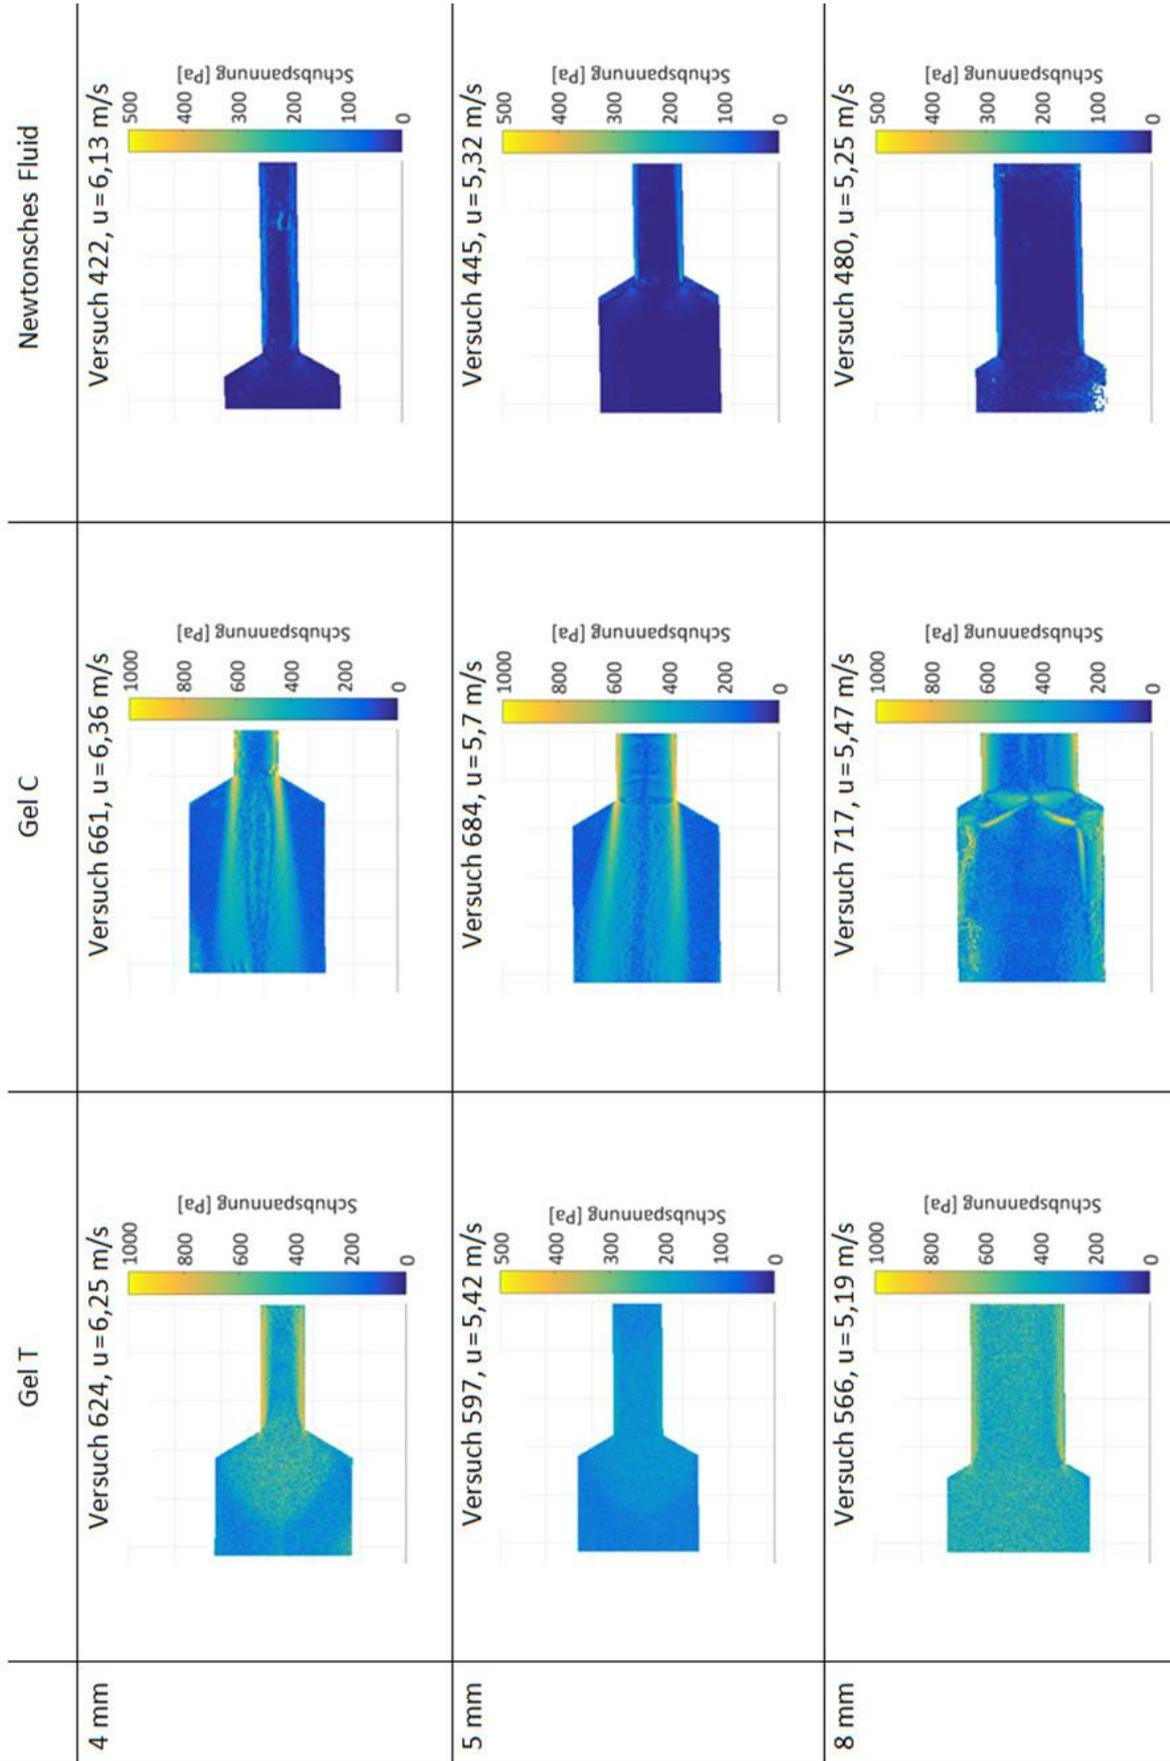 Gel T
Gel C
Newtonsches Fluid
4 mm
Versuch 624, u=6,25 m/s
1000
800
600
400
200
0
Schubspannung [Pa]
Versuch 661, u=6,36 m/s
1000
800
600
400
200
0
Schubspannung [Pa]
Versuch 422, u=6,13 m/s
500
400
300
200
100
0
Schubspannung [Pa]
5 mm
Versuch 597, u=5,42 m/s
500
400
300
200
100
0
Schubspannung [Pa]
Versuch 684, u=5,7 m/s
1000
800
600
400
200
0
Schubspannung [Pa]
Versuch 445, u=5,32 m/s
500
400
300
200
100
0
Schubspannung [Pa]
8 mm
Versuch 566, u=5,19 m/s
1000
800
600
400
200
0
Schubspannung [Pa]
Versuch 717, u=5,47 m/s
1000
800
600
400
200
0
Schubspannung [Pa]
Versuch 480, u=5,25 m/s
500
400
300
200
100
0
Schubspannung [Pa]